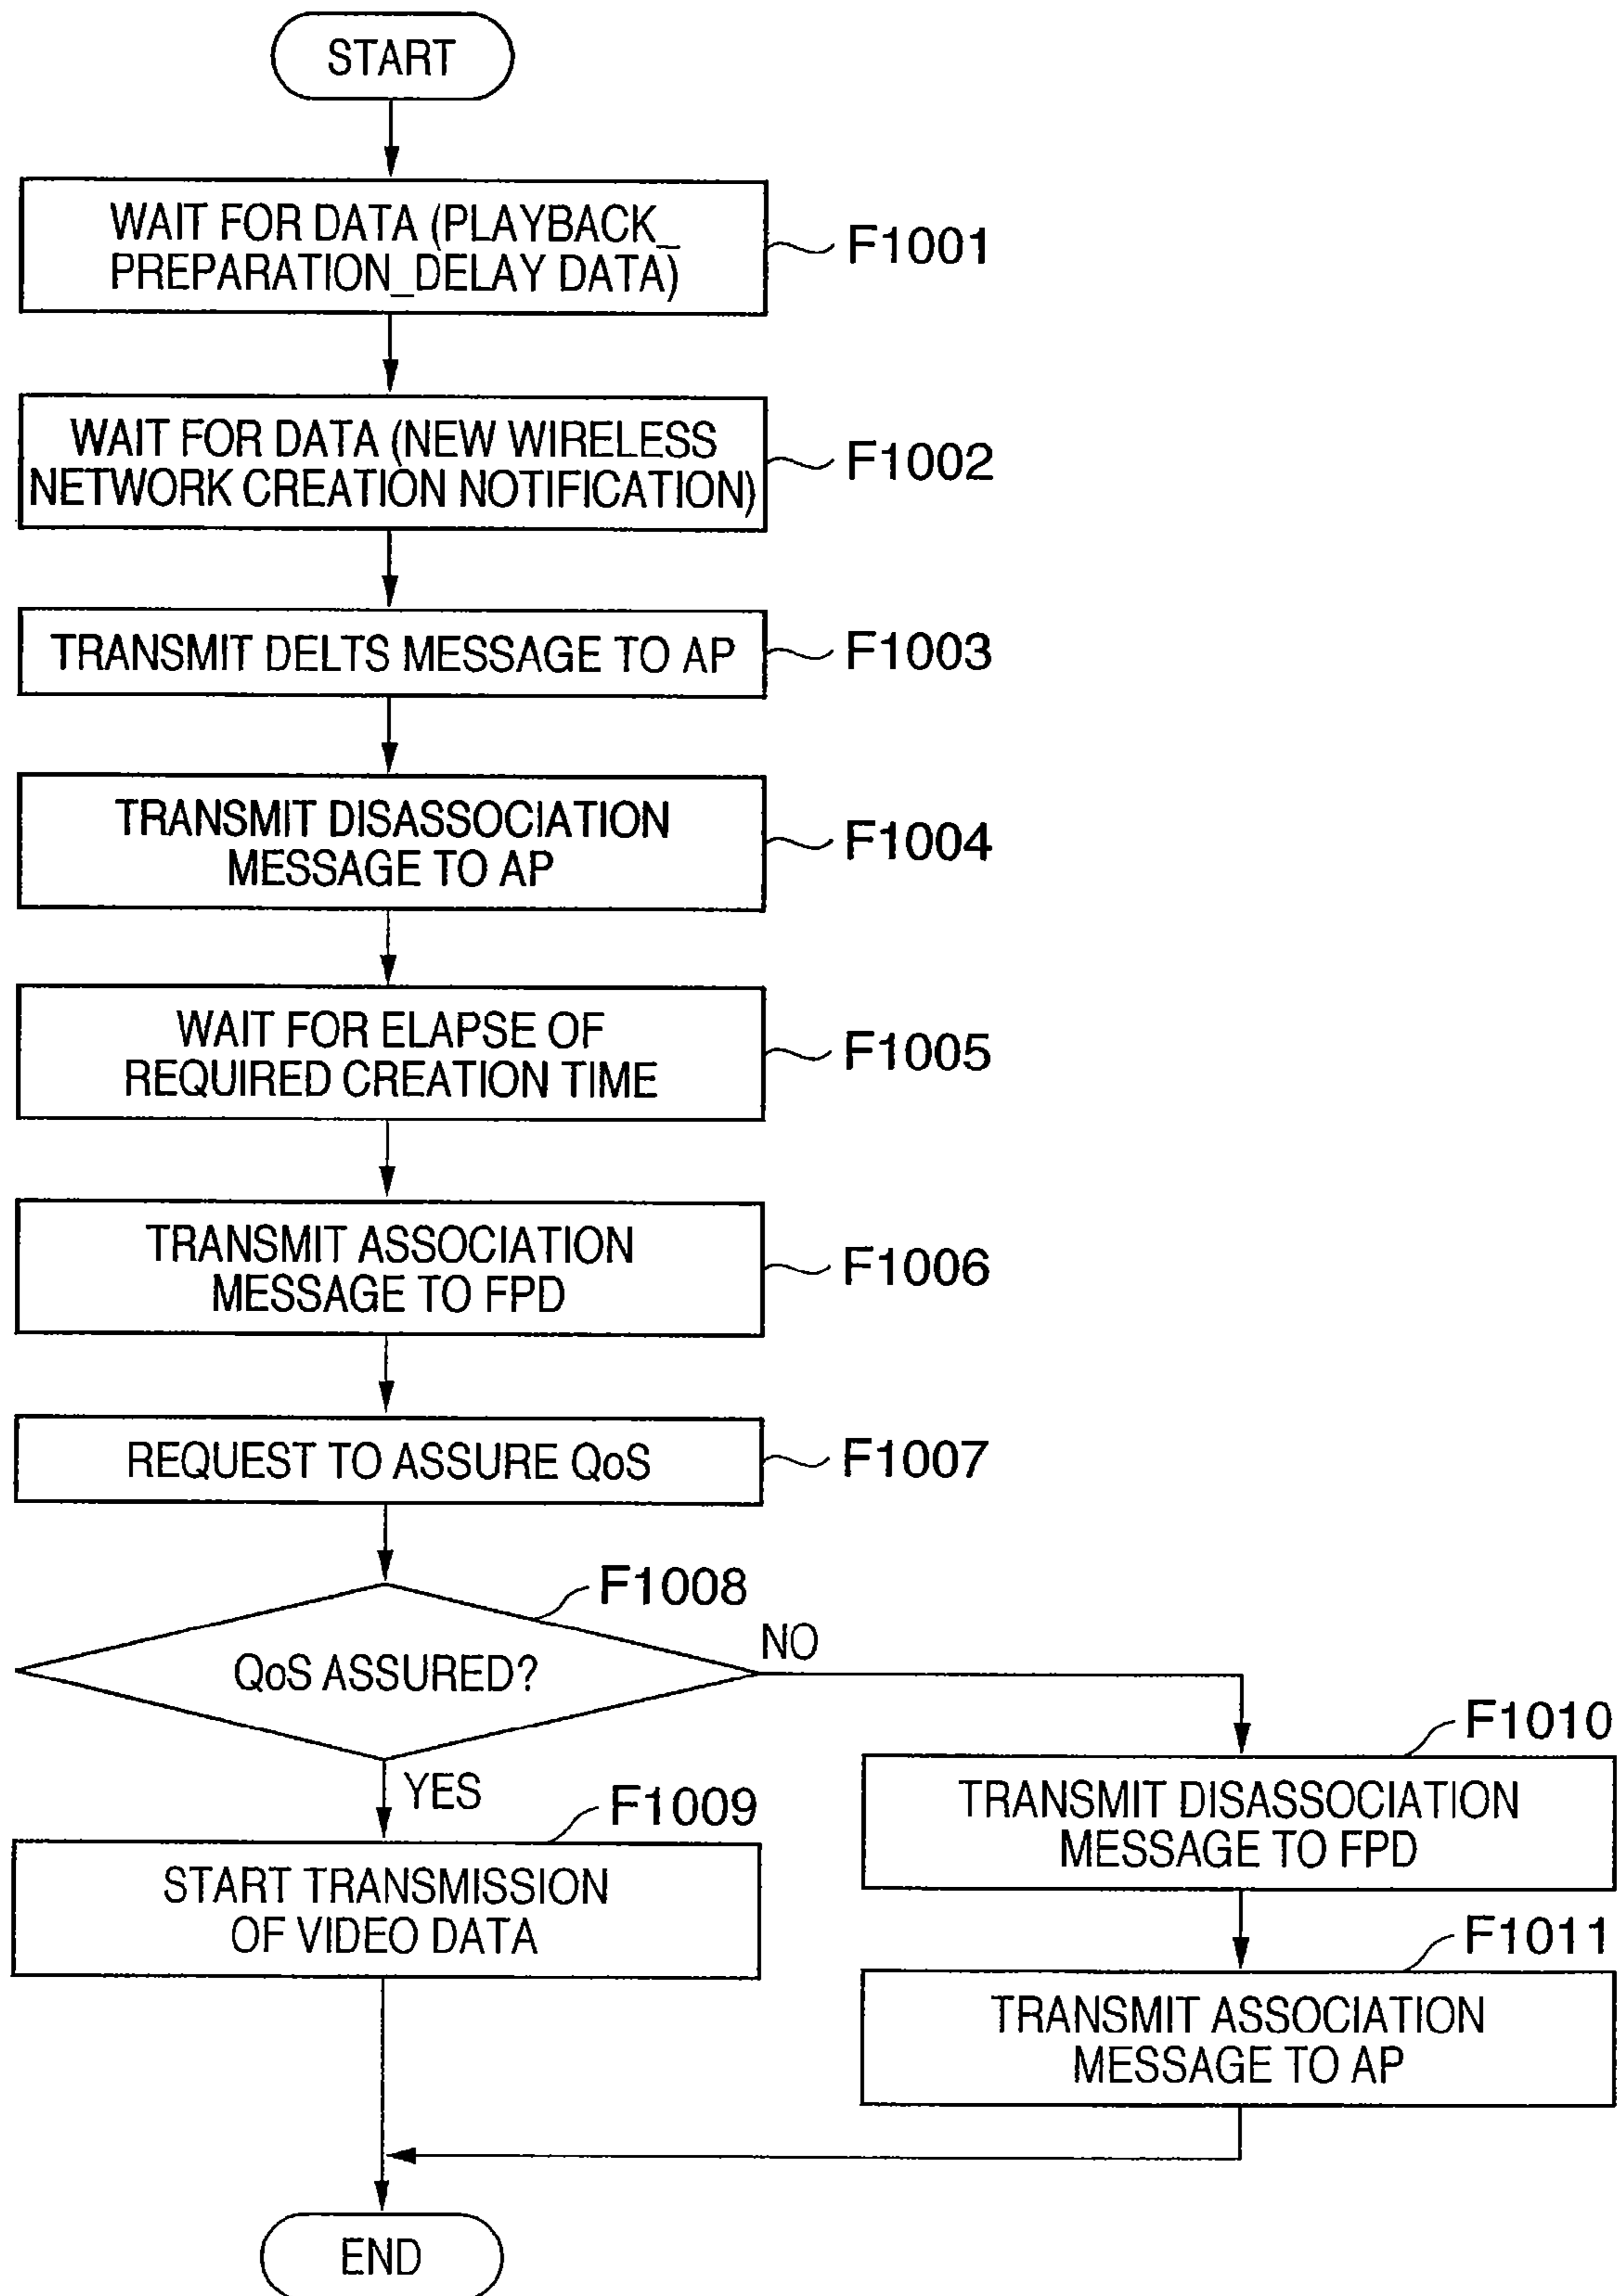 START
WAIT FOR DATA (PLAYBACK_
PREPARATION_DELAY DATA)
F1001
WAIT FOR DATA (NEW WIRELESS
NETWORK CREATION NOTIFICATION)
F1002
TRANSMIT DELTS MESSAGE TO AP
F1003
TRANSMIT DISASSOCIATION
MESSAGE TO AP
F1004
WAIT FOR ELAPSE OF
REQUIRED CREATION TIME
F1005
TRANSMIT ASSOCIATION
MESSAGE TO FPD
F1006
REQUEST TO ASSURE QoS
F1007
F1008
QoS ASSURED?
NO
YES
F1009
START TRANSMISSION
OF VIDEO DATA
F1010
TRANSMIT DISASSOCIATION
MESSAGE TO FPD
F1011
TRANSMIT ASSOCIATION
MESSAGE TO AP
END